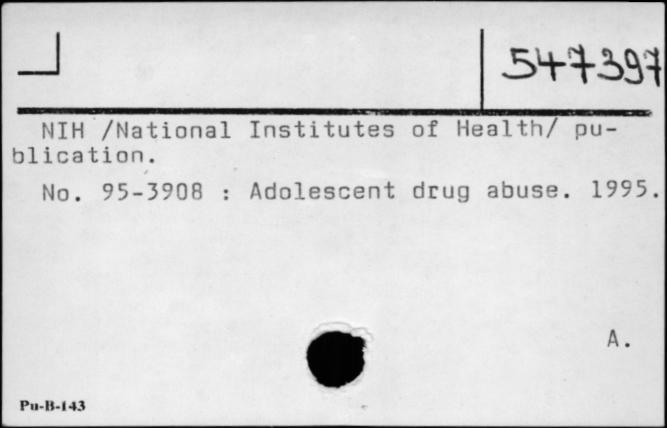 547397
NIH /National Institutes of Health/ pu-
blication.
No. 95-3908 : Adolescent drug abuse. 1995.
A.
Pu-B-143